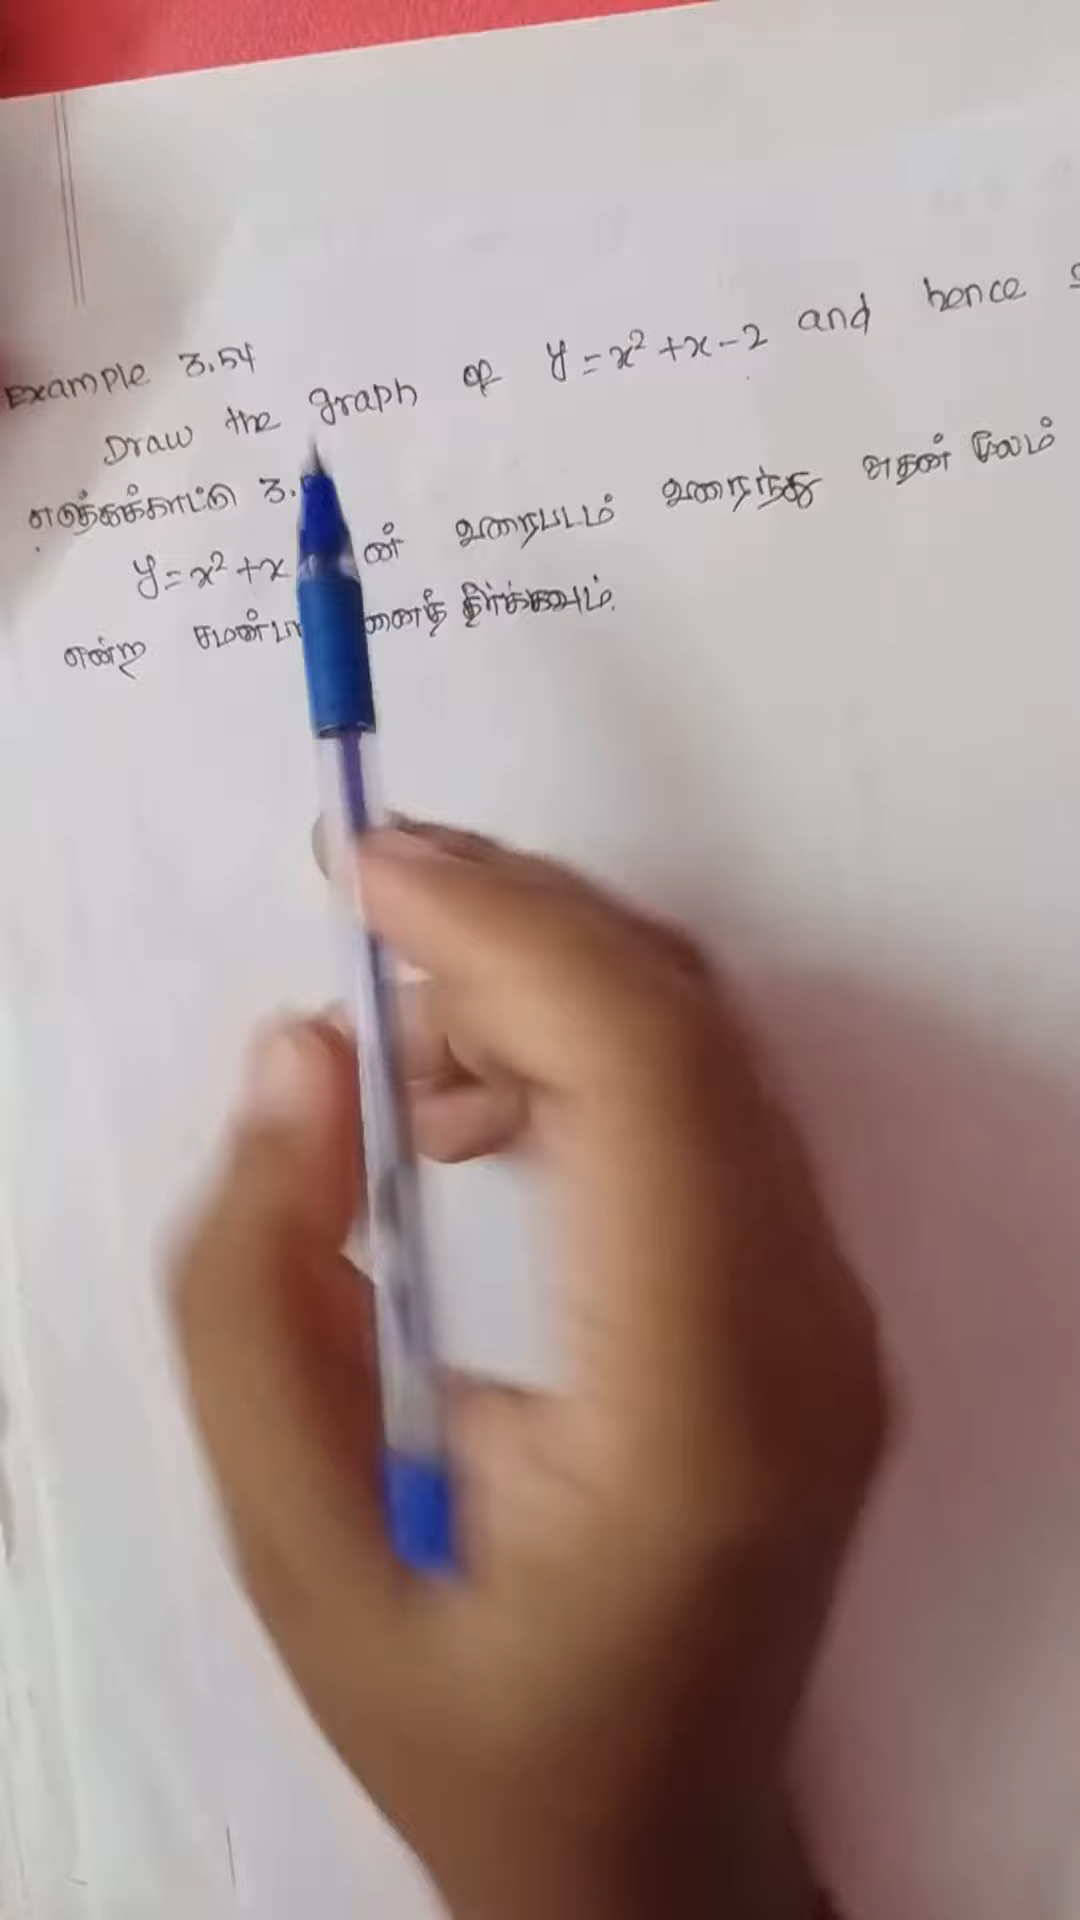 Example 3.54
Draw the graph of y = x² + x - 2 and hence
எடுத்துக்காட்டு 3.
y = x² + x ன் வரைபடம் வரைந்து அதன் மூலம்
என்ற தீர்க்கவும்.